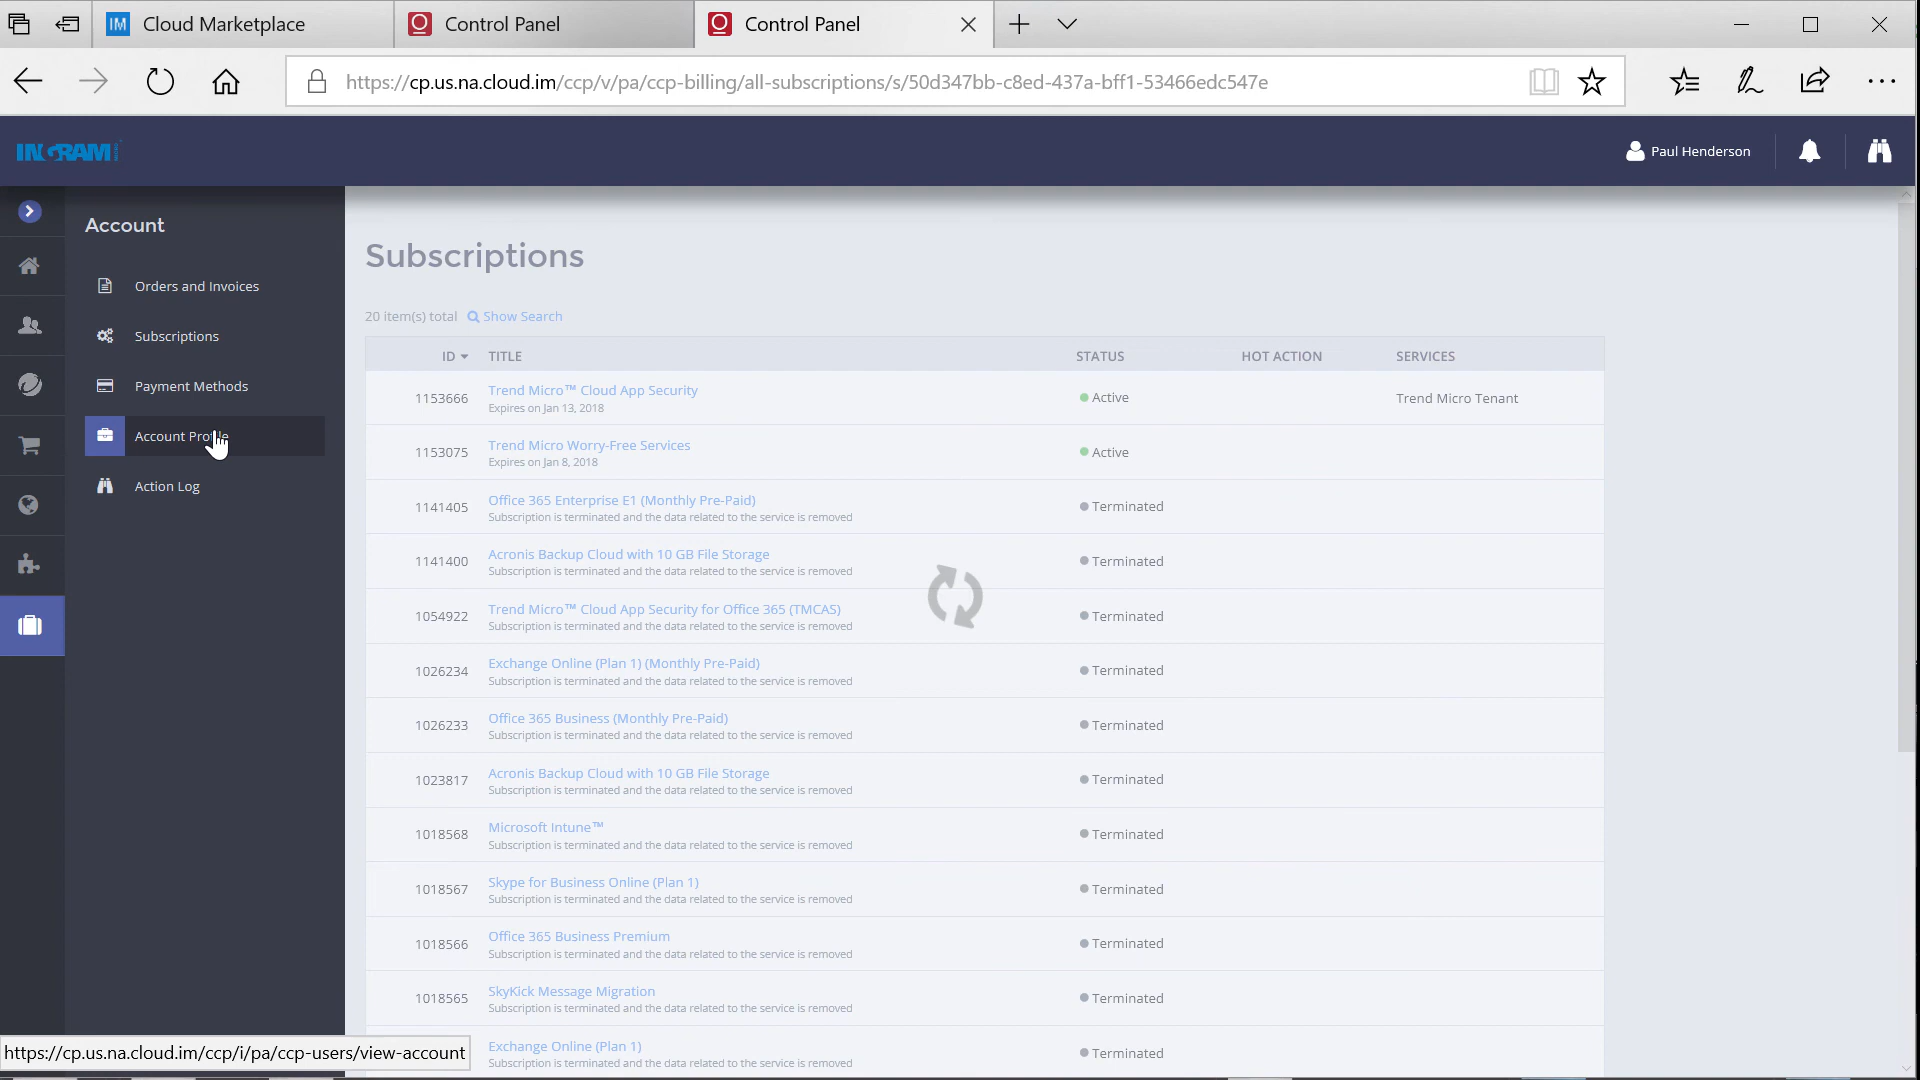 Cloud Marketplace
Control Panel
Control Panel
https://cp.us.na.cloud.im/ccp/v/pa/ccp-billing/all-subscriptions/s/50d347bb-c8ed-437a-bff1-53466edc547e
INGRAM
Paul Henderson
Account
Orders and Invoices
Subscriptions
Payment Methods
Account Profile
Action Log
Subscriptions
20 item(s) total Show Search
ID TITLE STATUS HOT ACTION SERVICES
1153666 Trend Micro™ Cloud App Security Active Trend Micro Tenant
Expires on Jan 13, 2018
1153075 Trend Micro Worry-Free Services Active
Expires on Jan 8, 2018
1141405 Office 365 Enterprise E1 (Monthly Pre-Paid) Terminated
Subscription is terminated and the data related to the service is removed
1141400 Acronis Backup Cloud with 10 GB File Storage Terminated
Subscription is terminated and the data related to the service is removed
1054922 Trend Micro™ Cloud App Security for Office 365 (TMCAS) Terminated
Subscription is terminated and the data related to the service is removed
1026234 Exchange Online (Plan 1) (Monthly Pre-Paid) Terminated
Subscription is terminated and the data related to the service is removed
1026233 Office 365 Business (Monthly Pre-Paid) Terminated
Subscription is terminated and the data related to the service is removed
1023817 Acronis Backup Cloud with 10 GB File Storage Terminated
Subscription is terminated and the data related to the service is removed
1018568 Microsoft Intune™ Terminated
Subscription is terminated and the data related to the service is removed
1018567 Skype for Business Online (Plan 1) Terminated
Subscription is terminated and the data related to the service is removed
1018566 Office 365 Business Premium Terminated
Subscription is terminated and the data related to the service is removed
1018565 SkyKick Message Migration Terminated
Subscription is terminated and the data related to the service is removed
Exchange Online (Plan 1) Terminated
Subscription is terminated and the data related to the service is removed
https://cp.us.na.cloud.im/ccp/i/pa/ccp-users/view-account